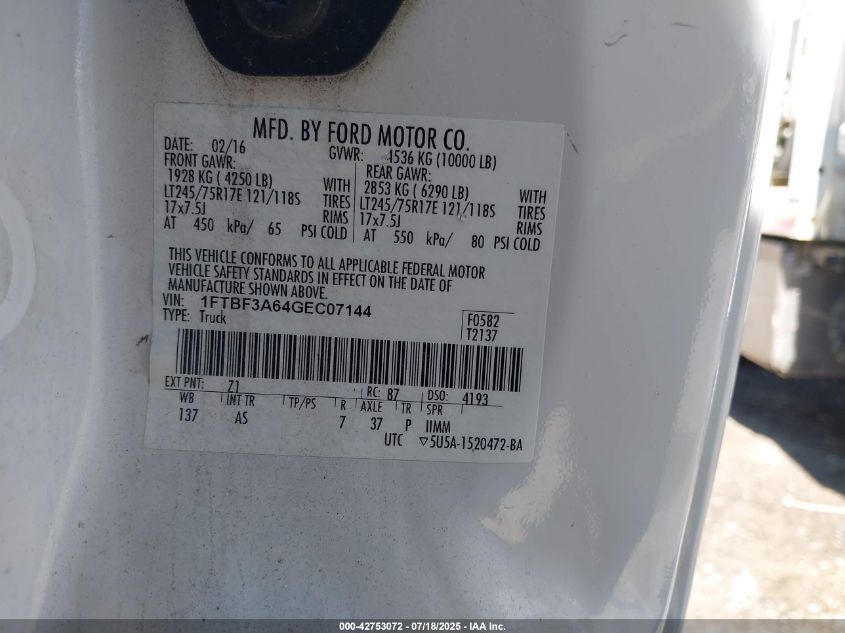 MFD. BY FORD MOTOR CO.
DATE: 02/16 GVWR: 4536 KG (10000 LB)
FRONT GAWR: REAR GAWR:
1928 KG ( 4250 LB) WITH 2853 KG ( 6290 LB) WITH
LT245/75R17E 121/118S TIRES LT245/75R17E 121/118S TIRES
17x7.5J RIMS 17x7.5J RIMS
AT 450 kPa/ 65 PSI COLD AT 550 kPa/ 80 PSI COLD
THIS VEHICLE CONFORMS TO ALL APPLICABLE FEDERAL MOTOR
VEHICLE SAFETY STANDARDS IN EFFECT ON THE DATE OF
MANUFACTURE SHOWN ABOVE.
VIN: 1FTBF3A64GEC07144
TYPE: Truck
F0582
T2137
EXT PNT: Z1 RC: 87 DSO: 4193
WB INT TR TP/PS R AXLE TR SPR
137 AS 7 37 P IIMM
UTC ▽5U5A-1520472-BA
000-42753072 - 07/18/2025 - IAA Inc.